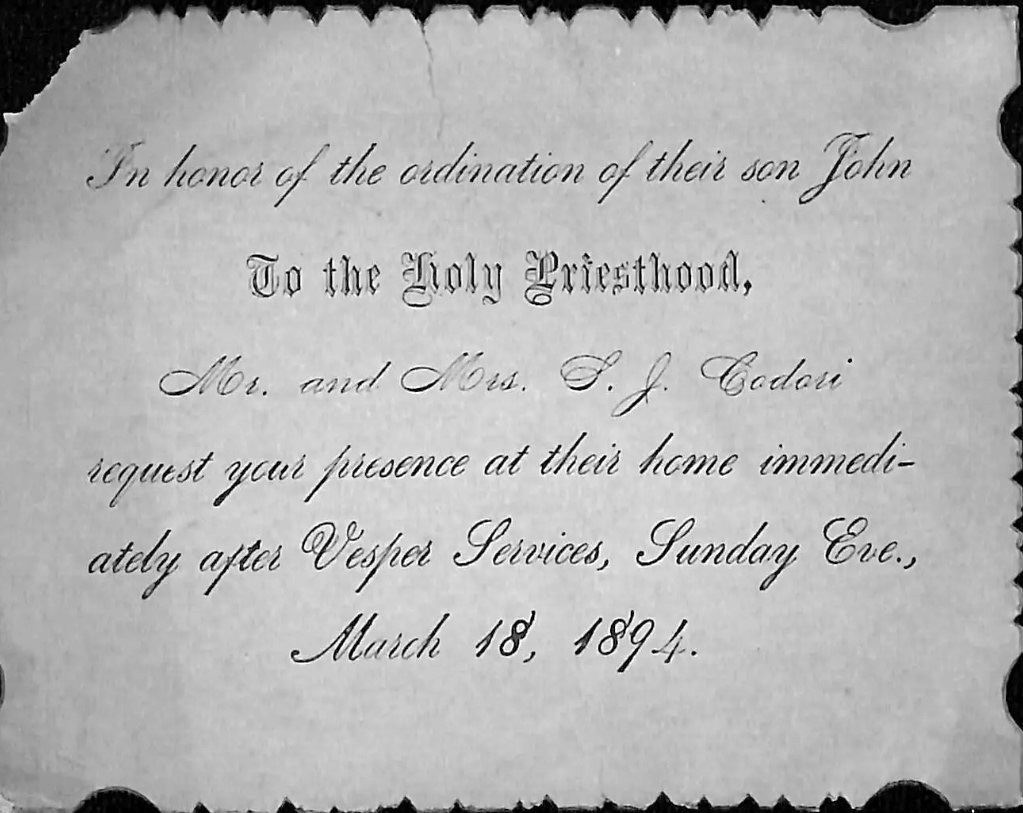 In honor of the ordination of their son John
To the Holy Priesthood,
Mr. and Mrs. S. J. Codori
request your presence at their home immedi-
ately after Vesper Services, Sunday Eve.,
March 18, 1894.